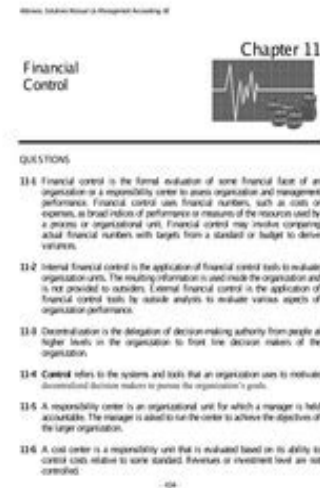 Atkinson, Solutions Manual t/a Management Accounting, 6E
Chapter 11
Financial
Control
QUESTIONS
11-1 Financial control is the formal evaluation of some financial facet of an
organization or a responsibility center to assess organization and management
performance. Financial control uses financial numbers, such as costs or
expenses, as broad indices of performance or measures of the resources used by
a process or organizational unit. Financial control may involve comparing
actual financial numbers with targets from a standard or budget to derive
variances.
11-2 Internal financial control is the application of financial control tools to evaluate
organization units. The resulting information is used inside the organization and
is not provided to outsiders. External financial control is the application of
financial control tools by outside analysts to evaluate various aspects of
organization performance.
11-3 Decentralization is the delegation of decision-making authority from people at
higher levels in the organization to front line decision makers of the
organization.
11-4 Control refers to the systems and tools that an organization uses to motivate
decentralized decision makers to pursue the organization's goals.
11-5 A responsibility center is an organizational unit for which a manager is held
accountable. The manager is asked to run the center to achieve the objectives of
the larger organization.
11-6 A cost center is a responsibility unit that is evaluated based on its ability to
control costs relative to some standard. Revenues or investment level are not
controlled.